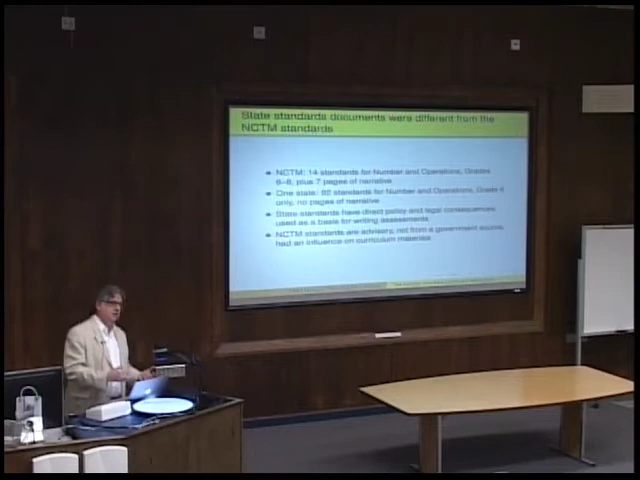 State standards documents were different from the
NCTM standards
NCTM: 14 standards for Number and Operations, Grades
6–8, plus 7 pages of narrative
One state: 82 standards for Number and Operations, Grade
only, no pages of narrative
State standards have direct policy and legal consequences,
used as a basis for writing assessments
NCTM standards are advisory, not from a government source,
had an influence on curriculum materials